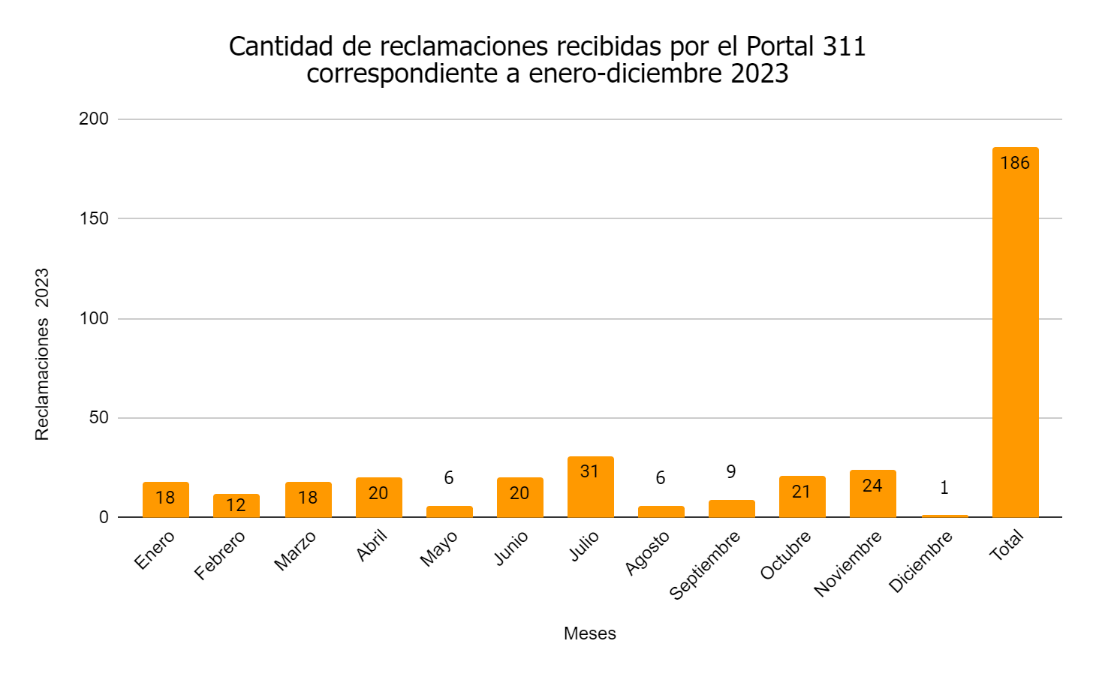 Cantidad de reclamaciones recibidas por el Portal 311
correspondiente a enero-diciembre 2023
Reclamaciones 2023
200
150
100
50
0
18
12
18
20
6
20
31
6
9
21
24
1
186
Enero
Febrero
Marzo
Abril
Mayo
Junio
Julio
Agosto
Septiembre
Octubre
Noviembre
Diciembre
Total
Meses